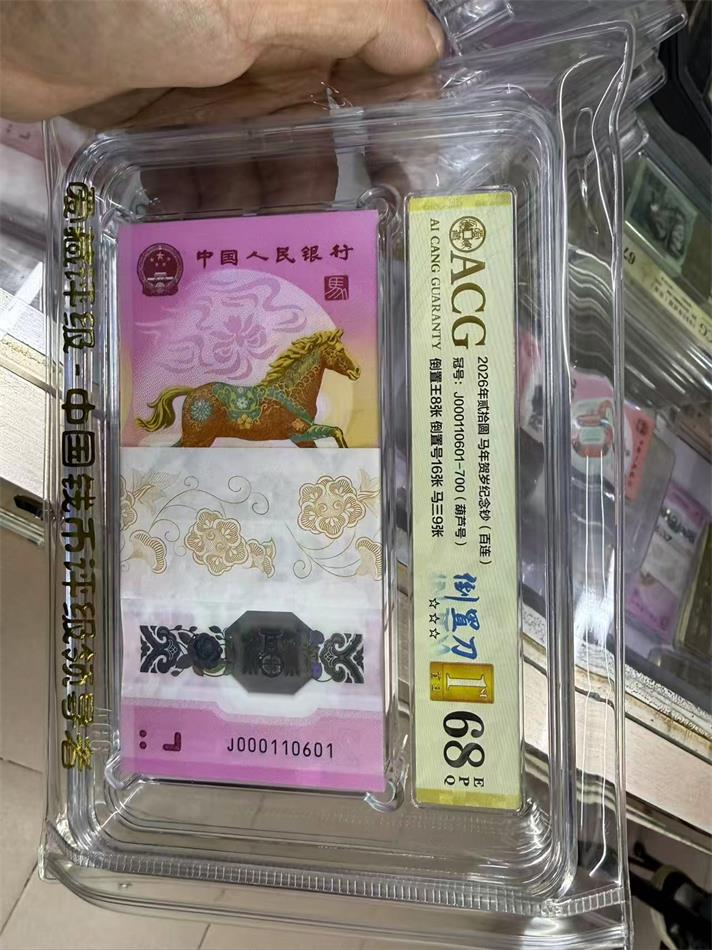 爱藏评级-中国钱币评级领导者
中国人民银行
馬
J000110601
ACG
AI CANG GUARANTY
2026年贰拾圆 马年贺岁纪念钞（百连）
冠号：J000110601-700（葫芦号）
倒置王8张 倒置号16张 马三9张
倒置刀
☆☆☆
1ST
68
EPQ